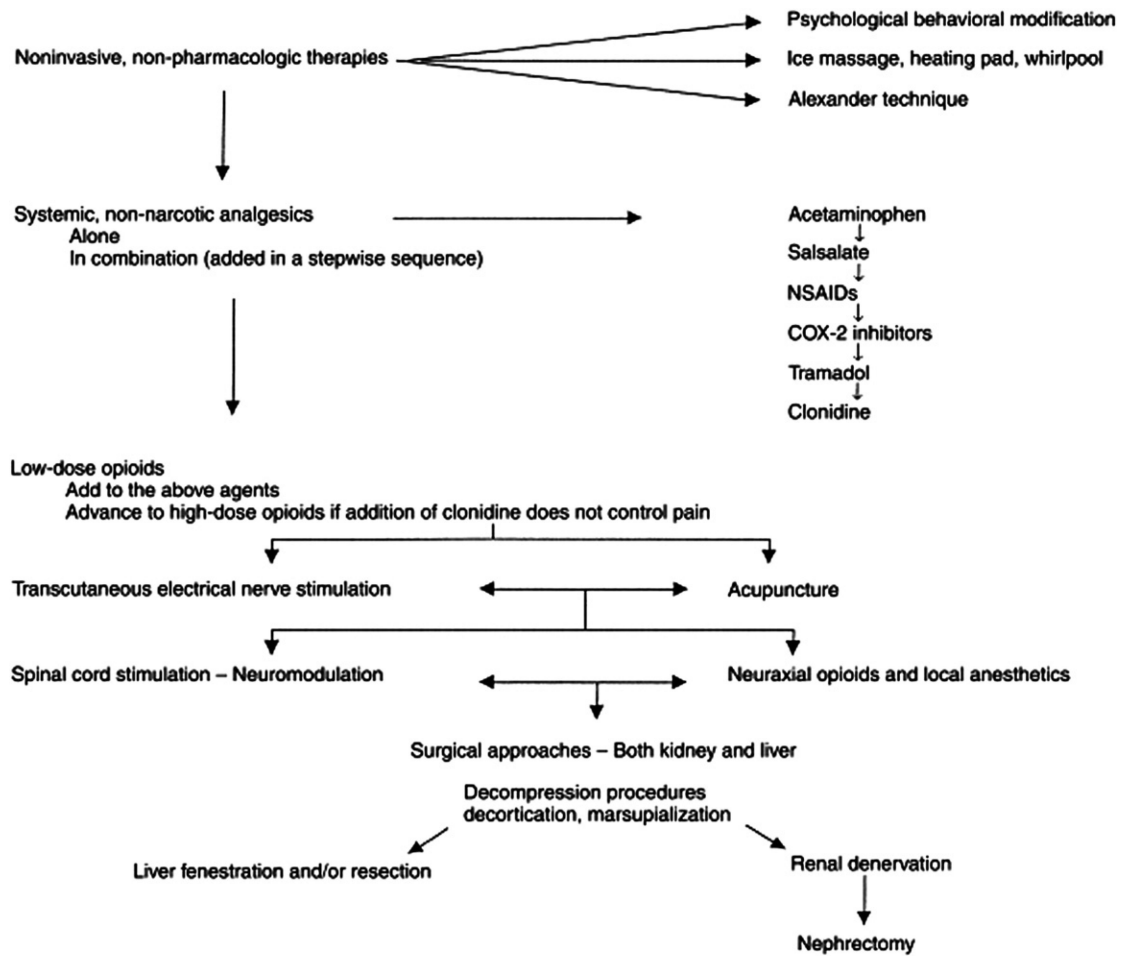 Psychological behavioral modification
Noninvasive, non-pharmacologic therapies
Ice massage, heating pad, whirlpool
Alexander technique
Systemic, non-narcotic analgesics
Alone
In combination (added in a stepwise sequence)
Acetaminophen
Salsalate
NSAIDs
COX-2 inhibitors
Tramadol
Clonidine
Low-dose opioids
Add to the above agents
Advance to high-dose opioids if addition of clonidine does not control pain
Transcutaneous electrical nerve stimulation
Acupuncture
Spinal cord stimulation – Neuromodulation
Neuraxial opioids and local anesthetics
Surgical approaches – Both kidney and liver
Decompression procedures
decortication, marsupialization
Liver fenestration and/or resection
Renal denervation
Nephrectomy